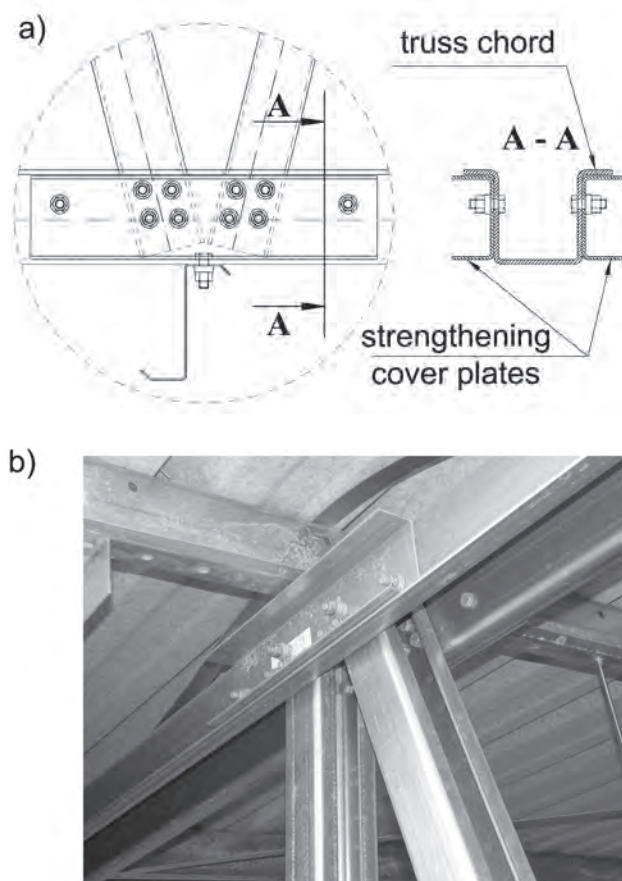 a)
truss chord
A
A - A
A
strengthening
cover plates
b)